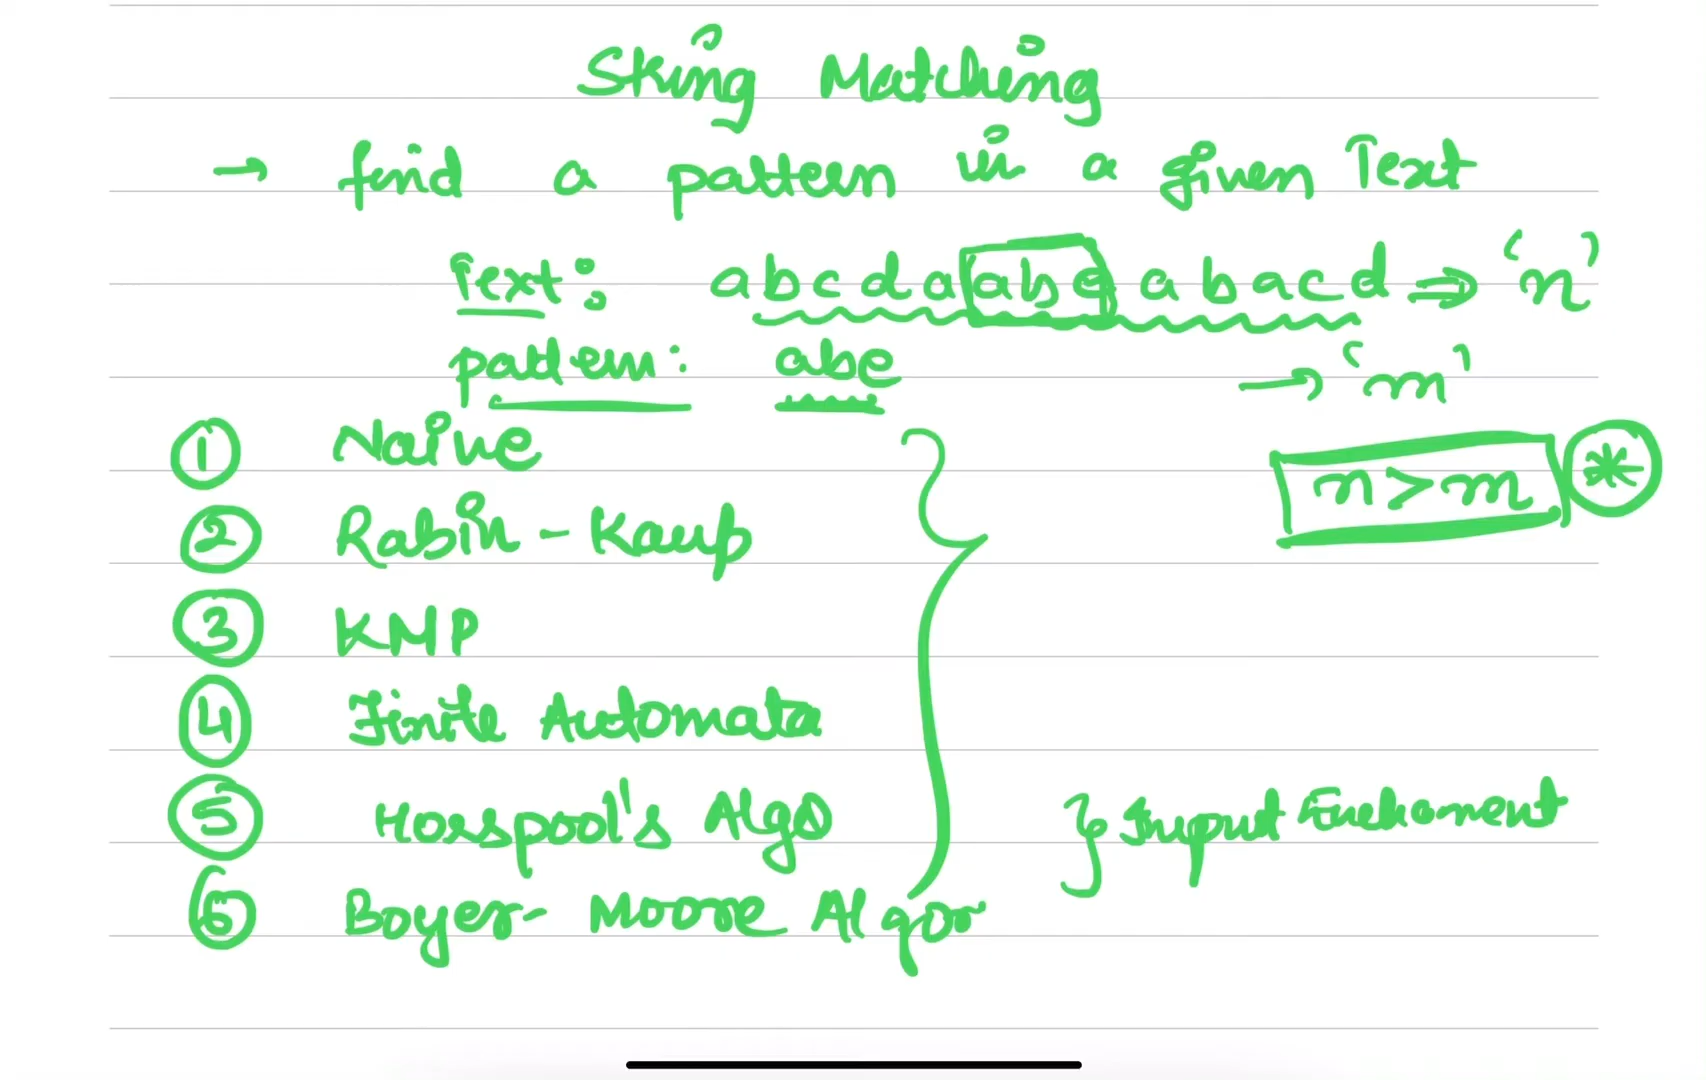 String Matching
→ find a pattern in a given Text
Text: abcdaabeabacd ⇒ 'n'
pattern: abe → 'm'
① Naive
n>m *
② Rabin-Karp
③ KMP
④ Finite Automata
⑤ Horspool's Algo
} Input Enchament
⑥ Boyer-Moore Algor